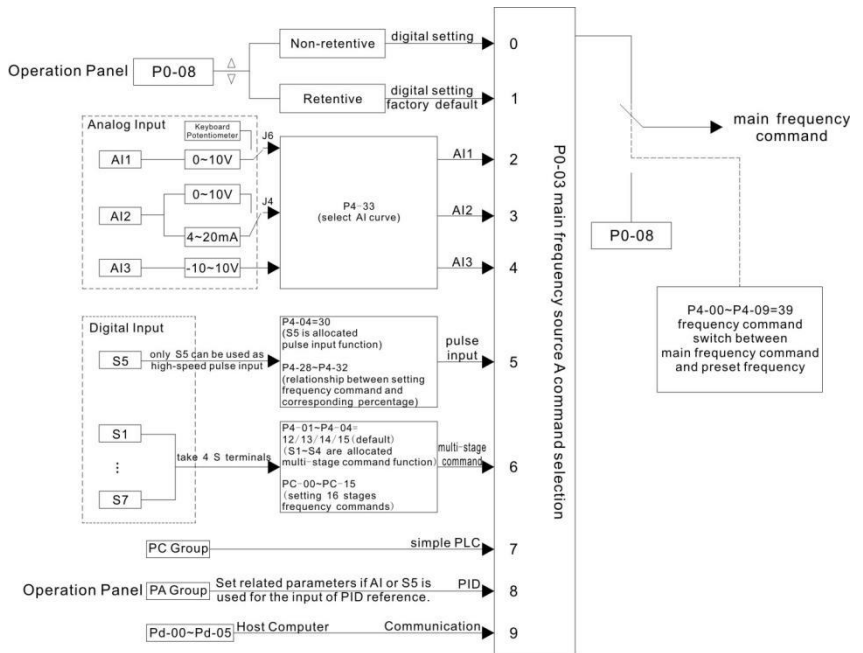 Operation Panel
P0-08
△
▽
Non-retentive
digital setting
0
Retentive
digital setting
factory default
1
Analog Input
Keyboard
Potentiometer
J6
AI1
0~10V
AI1
2
AI2
0~10V
4~20mA
J4
P4-33
(select AI curve)
AI2
3
AI3
-10~10V
AI3
4
Digital Input
S5
only S5 can be used as
high-speed pulse input
P4-04=30
(S5 is allocated
pulse input function)
P4-28~P4-32
(relationship between setting
frequency command and
corresponding percentage)
pulse
input
5
S1
⋮
S7
take 4 S terminals
P4-01~P4-04=
12/13/14/15(default)
(S1~S4 are allocated
multi-stage command function)
PC-00~PC-15
(setting 16 stages
frequency commands)
multi-stage
command
6
PC Group
simple PLC
7
Operation Panel
PA Group
Set related parameters if AI or S5 is
used for the input of PID reference.
PID
8
Pd-00~Pd-05
Host Computer
Communication
9
P0-03 main frequency source A command selection
main frequency
command
P0-08
P4-00~P4-09=39
frequency command
switch between
main frequency command
and preset frequency